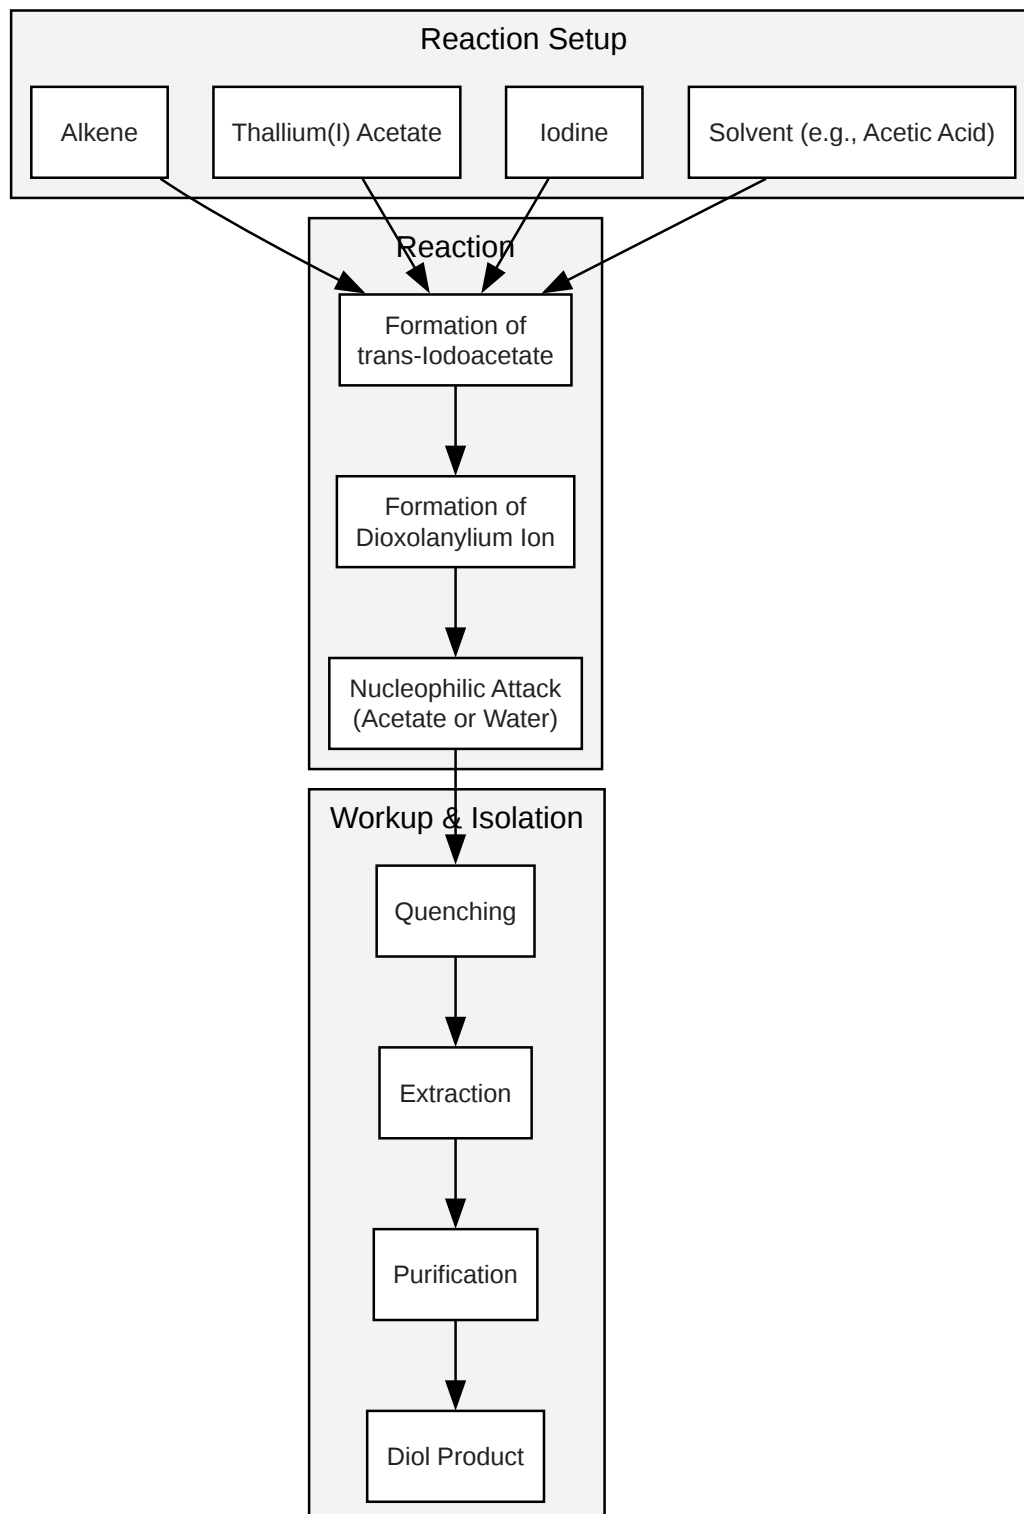 Reaction Setup
Alkene
Thallium(I) Acetate
Iodine
Solvent (e.g., Acetic Acid)
Reaction
Formation of
trans-Iodoacetate
Formation of
Dioxolanylium Ion
Nucleophilic Attack
(Acetate or Water)
Workup & Isolation
Quenching
Extraction
Purification
Diol Product